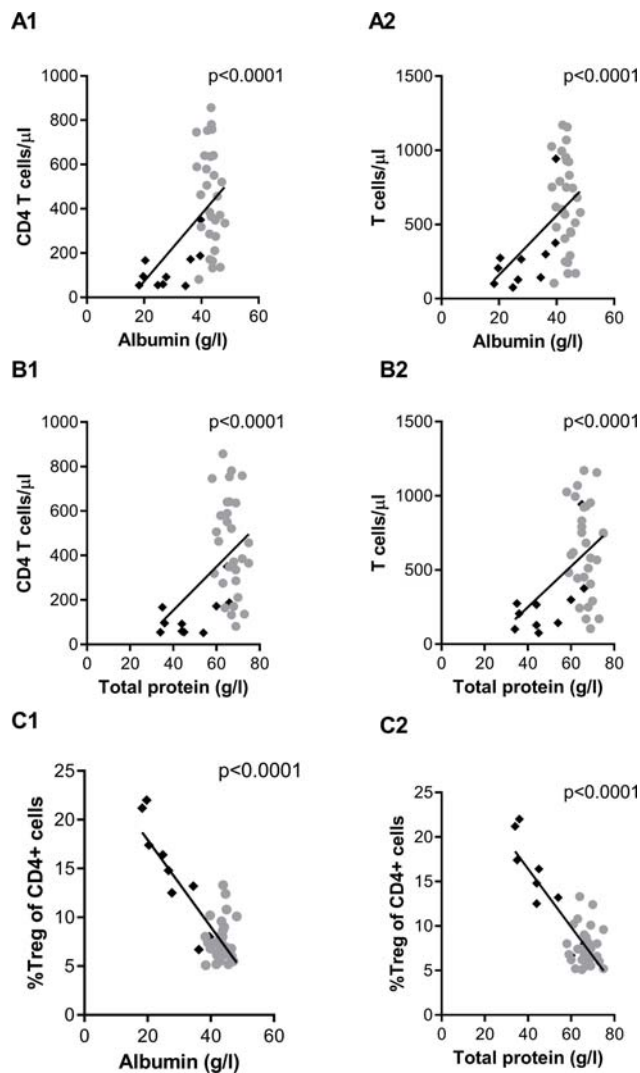 A1
p<0.0001
1000
800
600
400
200
0
CD4 T cells/µl
0 20 40 60
Albumin (g/l)
A2
p<0.0001
1500
1000
500
0
T cells/µl
0 20 40 60
Albumin (g/l)
B1
p<0.0001
1000
800
600
400
200
0
CD4 T cells/µl
0 20 40 60 80
Total protein (g/l)
B2
p<0.0001
1500
1000
500
0
T cells/µl
0 20 40 60 80
Total protein (g/l)
C1
p<0.0001
25
20
15
10
5
0
%Treg of CD4+ cells
0 20 40 60
Albumin (g/l)
C2
p<0.0001
25
20
15
10
5
0
%Treg of CD4+ cells
0 20 40 60 80
Total protein (g/l)